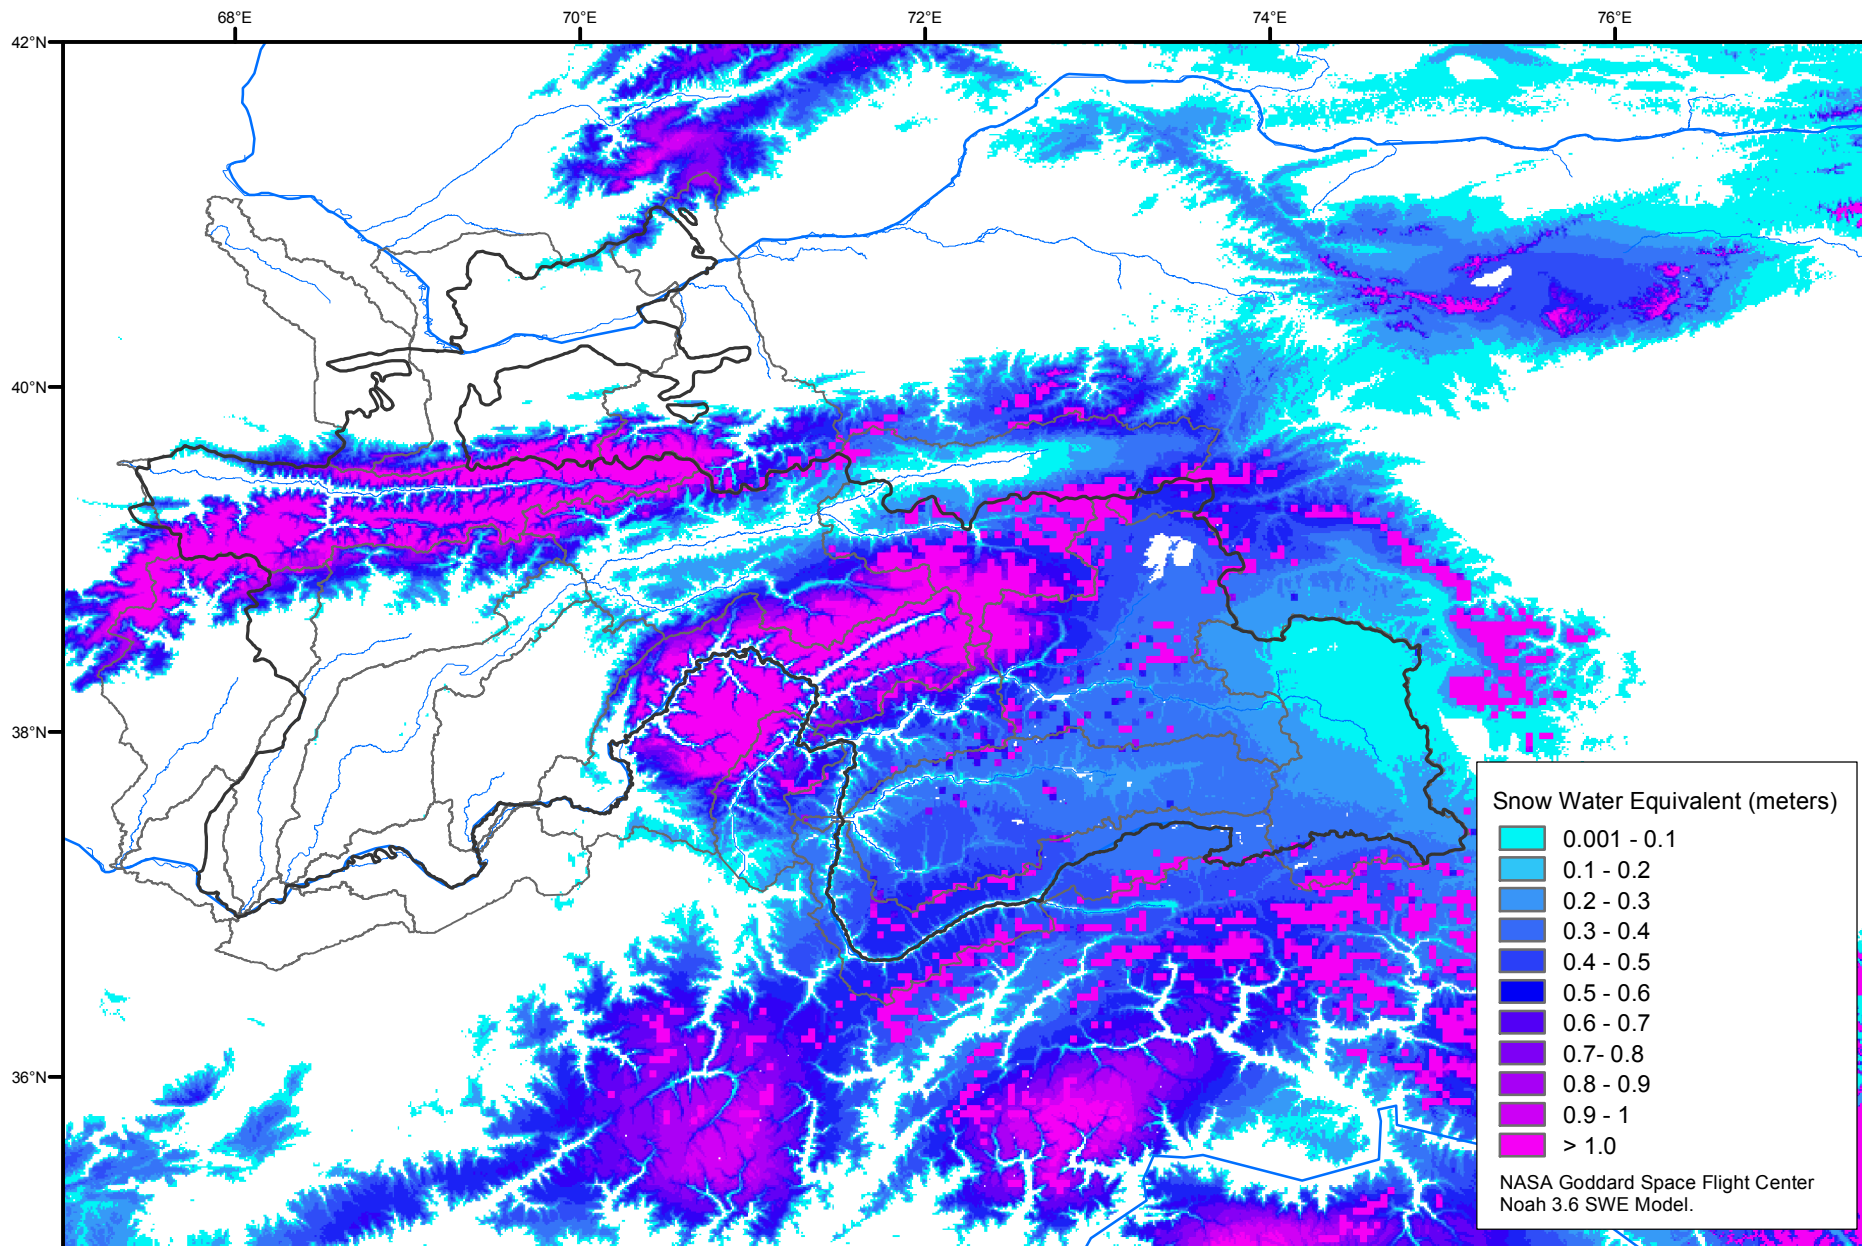 68°E 70°E 72°E 74°E 76°E
42°N
40°N
38°N
36°N
Snow Water Equivalent (meters)
0.001 - 0.1
0.1 - 0.2
0.2 - 0.3
0.3 - 0.4
0.4 - 0.5
0.5 - 0.6
0.6 - 0.7
0.7- 0.8
0.8 - 0.9
0.9 - 1
> 1.0
NASA Goddard Space Flight Center
Noah 3.6 SWE Model.